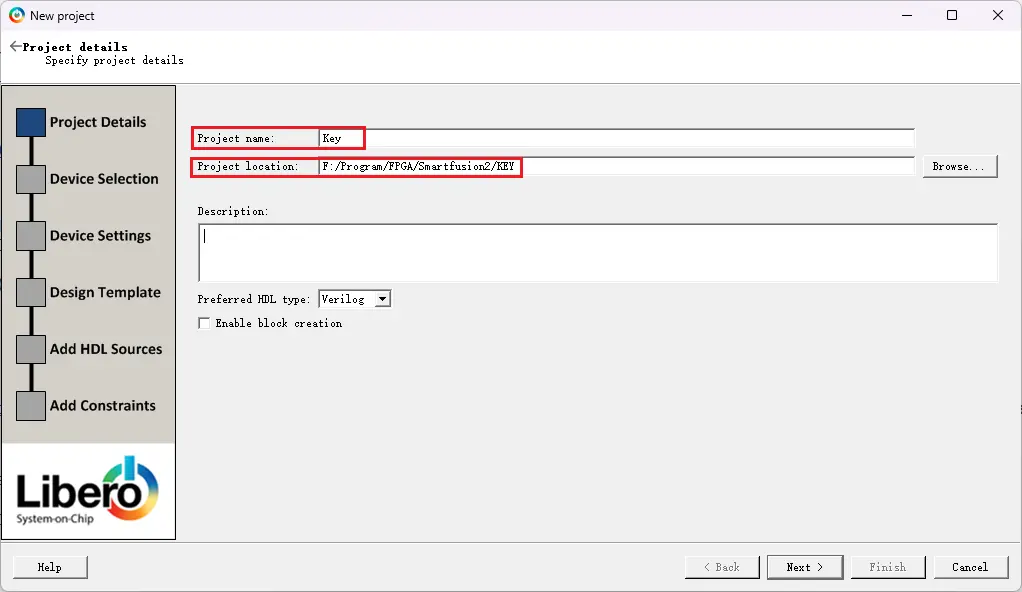 New project
Project details
Specify project details
Project Details
Device Selection
Device Settings
Design Template
Add HDL Sources
Add Constraints
Libero
System-on-Chip
Project name: Key
Project location: F:/Program/FPGA/Smartfusion2/KEY Browse...
Description:
Preferred HDL type: Verilog
Enable block creation
Help < Back Next > Finish Cancel